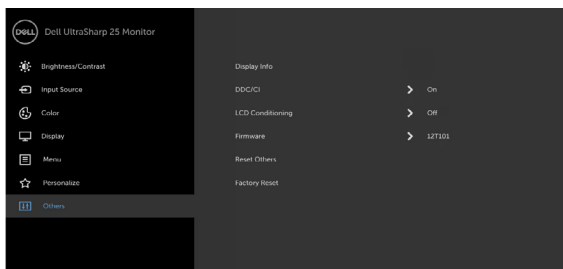 DELL Dell UltraSharp 25 Monitor
Brightness/Contrast
Input Source
Color
Display
Menu
Personalize
Others
Display Info
DDC/CI On
LCD Conditioning Off
Firmware 12T101
Reset Others
Factory Reset